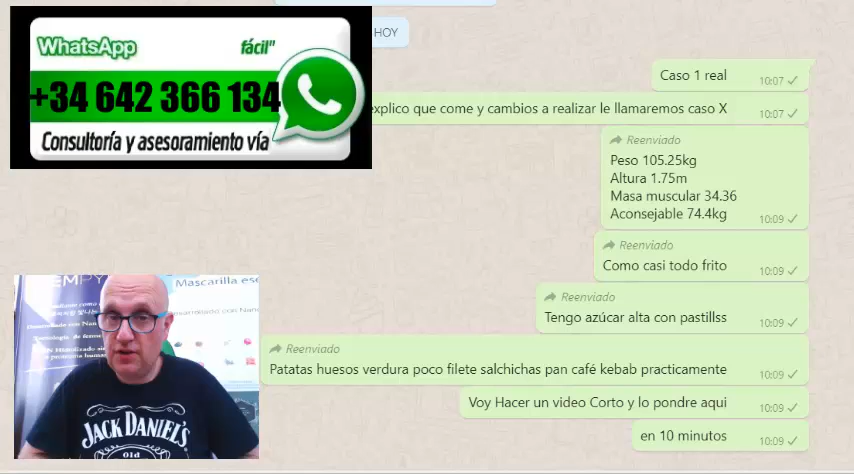 WhatsApp fácil"
+34 642 366 134
Consultoría y asesoramiento vía
HOY
Caso 1 real
10:07
explico que come y cambios a realizar le llamaremos caso X
10:07
Reenviado
Peso 105.25kg
Altura 1.75m
Masa muscular 34.36
Aconsejable 74.4kg
10:09
Reenviado
Como casi todo frito
10:09
Reenviado
Tengo azúcar alta con pastillss
10:09
Reenviado
Patatas huesos verdura poco filete salchichas pan café kebab practicamente
10:09
Voy Hacer un video Corto y lo pondre aqui
10:09
en 10 minutos
10:09
Mascarilla
JACK DANIEL'S
Old